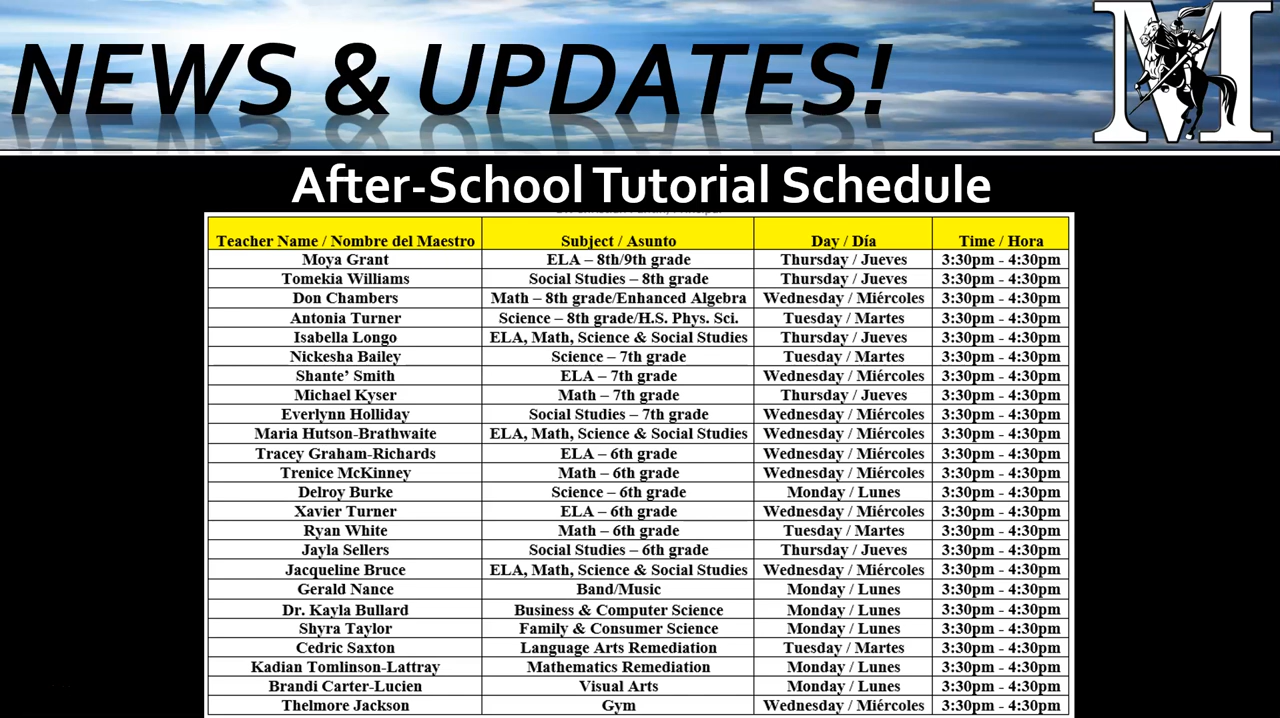 NEWS & UPDATES!
M
After-School Tutorial Schedule
Teacher Name / Nombre del Maestro Subject / Asunto Day / Día Time / Hora
Moya Grant ELA – 8th/9th grade Thursday / Jueves 3:30pm - 4:30pm
Tomekia Williams Social Studies – 8th grade Thursday / Jueves 3:30pm - 4:30pm
Don Chambers Math – 8th grade/Enhanced Algebra Wednesday / Miércoles 3:30pm - 4:30pm
Antonia Turner Science – 8th grade/H.S. Phys. Sci. Tuesday / Martes 3:30pm - 4:30pm
Isabella Longo ELA, Math, Science & Social Studies Thursday / Jueves 3:30pm - 4:30pm
Nickesha Bailey Science – 7th grade Tuesday / Martes 3:30pm - 4:30pm
Shante’ Smith ELA – 7th grade Wednesday / Miércoles 3:30pm - 4:30pm
Michael Kyser Math – 7th grade Thursday / Jueves 3:30pm - 4:30pm
Everlynn Holliday Social Studies – 7th grade Wednesday / Miércoles 3:30pm - 4:30pm
Maria Hutson-Brathwaite ELA, Math, Science & Social Studies Wednesday / Miércoles 3:30pm - 4:30pm
Tracey Graham-Richards ELA – 6th grade Wednesday / Miércoles 3:30pm - 4:30pm
Trenice McKinney Math – 6th grade Wednesday / Miércoles 3:30pm - 4:30pm
Delroy Burke Science – 6th grade Monday / Lunes 3:30pm - 4:30pm
Xavier Turner ELA – 6th grade Wednesday / Miércoles 3:30pm - 4:30pm
Ryan White Math – 6th grade Tuesday / Martes 3:30pm - 4:30pm
Jayla Sellers Social Studies – 6th grade Thursday / Jueves 3:30pm - 4:30pm
Jacqueline Bruce ELA, Math, Science & Social Studies Wednesday / Miércoles 3:30pm - 4:30pm
Gerald Nance Band/Music Monday / Lunes 3:30pm - 4:30pm
Dr. Kayla Bullard Business & Computer Science Monday / Lunes 3:30pm - 4:30pm
Shyra Taylor Family & Consumer Science Monday / Lunes 3:30pm - 4:30pm
Cedric Saxton Language Arts Remediation Tuesday / Martes 3:30pm - 4:30pm
Kadian Tomlinson-Lattray Mathematics Remediation Monday / Lunes 3:30pm - 4:30pm
Brandi Carter-Lucien Visual Arts Monday / Lunes 3:30pm - 4:30pm
Thelmore Jackson Gym Wednesday / Miércoles 3:30pm - 4:30pm